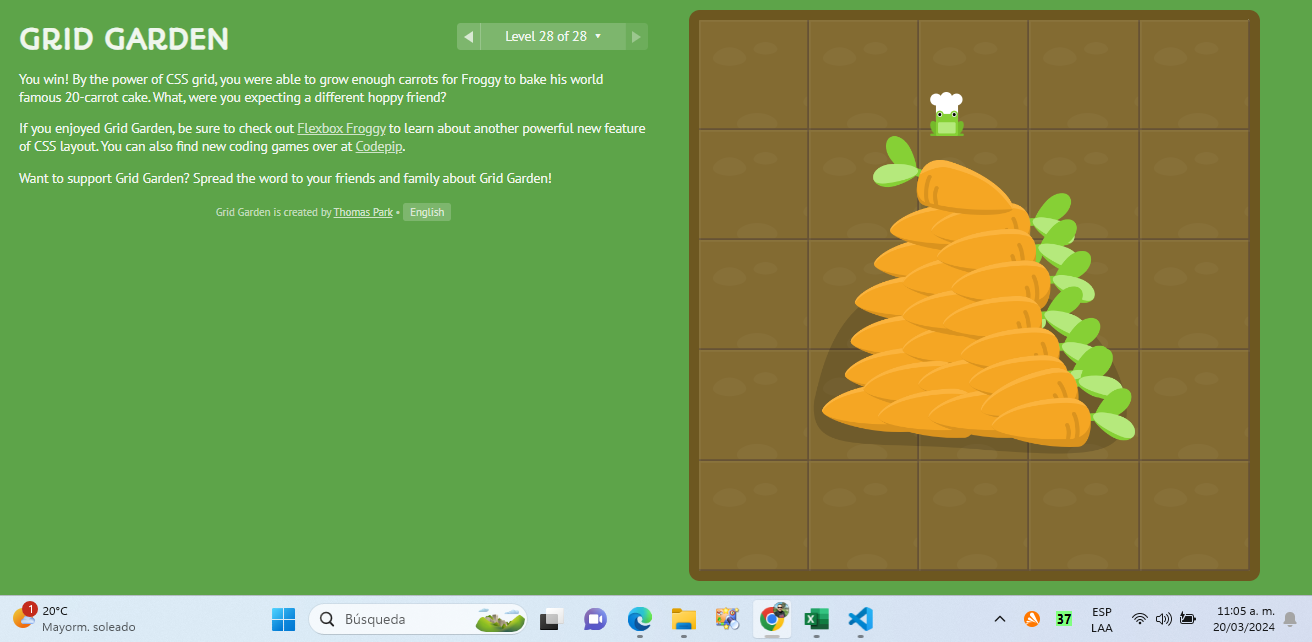 GRID GARDEN
Level 28 of 28
You win! By the power of CSS grid, you were able to grow enough carrots for Froggy to bake his world
famous 20-carrot cake. What, were you expecting a different hoppy friend?
If you enjoyed Grid Garden, be sure to check out Flexbox Froggy to learn about another powerful new feature
of CSS layout. You can also find new coding games over at Codepip.
Want to support Grid Garden? Spread the word to your friends and family about Grid Garden!
Grid Garden is created by Thomas Park • English
1
20°C
Mayorm. soleado
Búsqueda
37
ESP
LAA
11:05 a. m.
20/03/2024